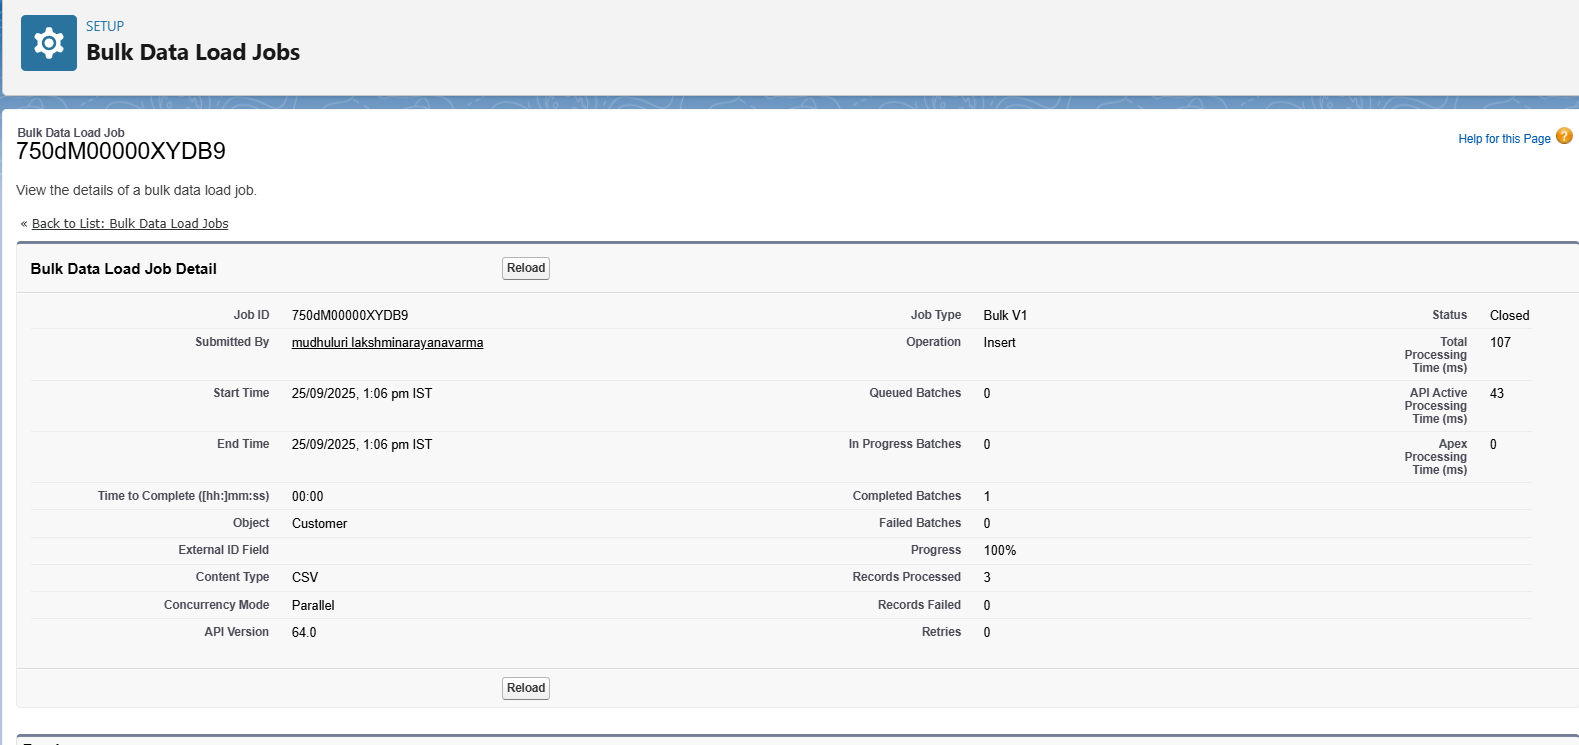 SETUP
Bulk Data Load Jobs
Bulk Data Load Job
750dM00000XYDB9
Help for this Page ?
View the details of a bulk data load job.
« Back to List: Bulk Data Load Jobs
Bulk Data Load Job Detail
Reload
Job ID 750dM00000XYDB9 Job Type Bulk V1 Status Closed
Submitted By mudhuluri lakshminarayanavarma Operation Insert Total Processing Time (ms) 107
Start Time 25/09/2025, 1:06 pm IST Queued Batches 0 API Active Processing Time (ms) 43
End Time 25/09/2025, 1:06 pm IST In Progress Batches 0 Apex Processing Time (ms) 0
Time to Complete ([hh:]mm:ss) 00:00 Completed Batches 1
Object Customer Failed Batches 0
External ID Field Progress 100%
Content Type CSV Records Processed 3
Concurrency Mode Parallel Records Failed 0
API Version 64.0 Retries 0
Reload